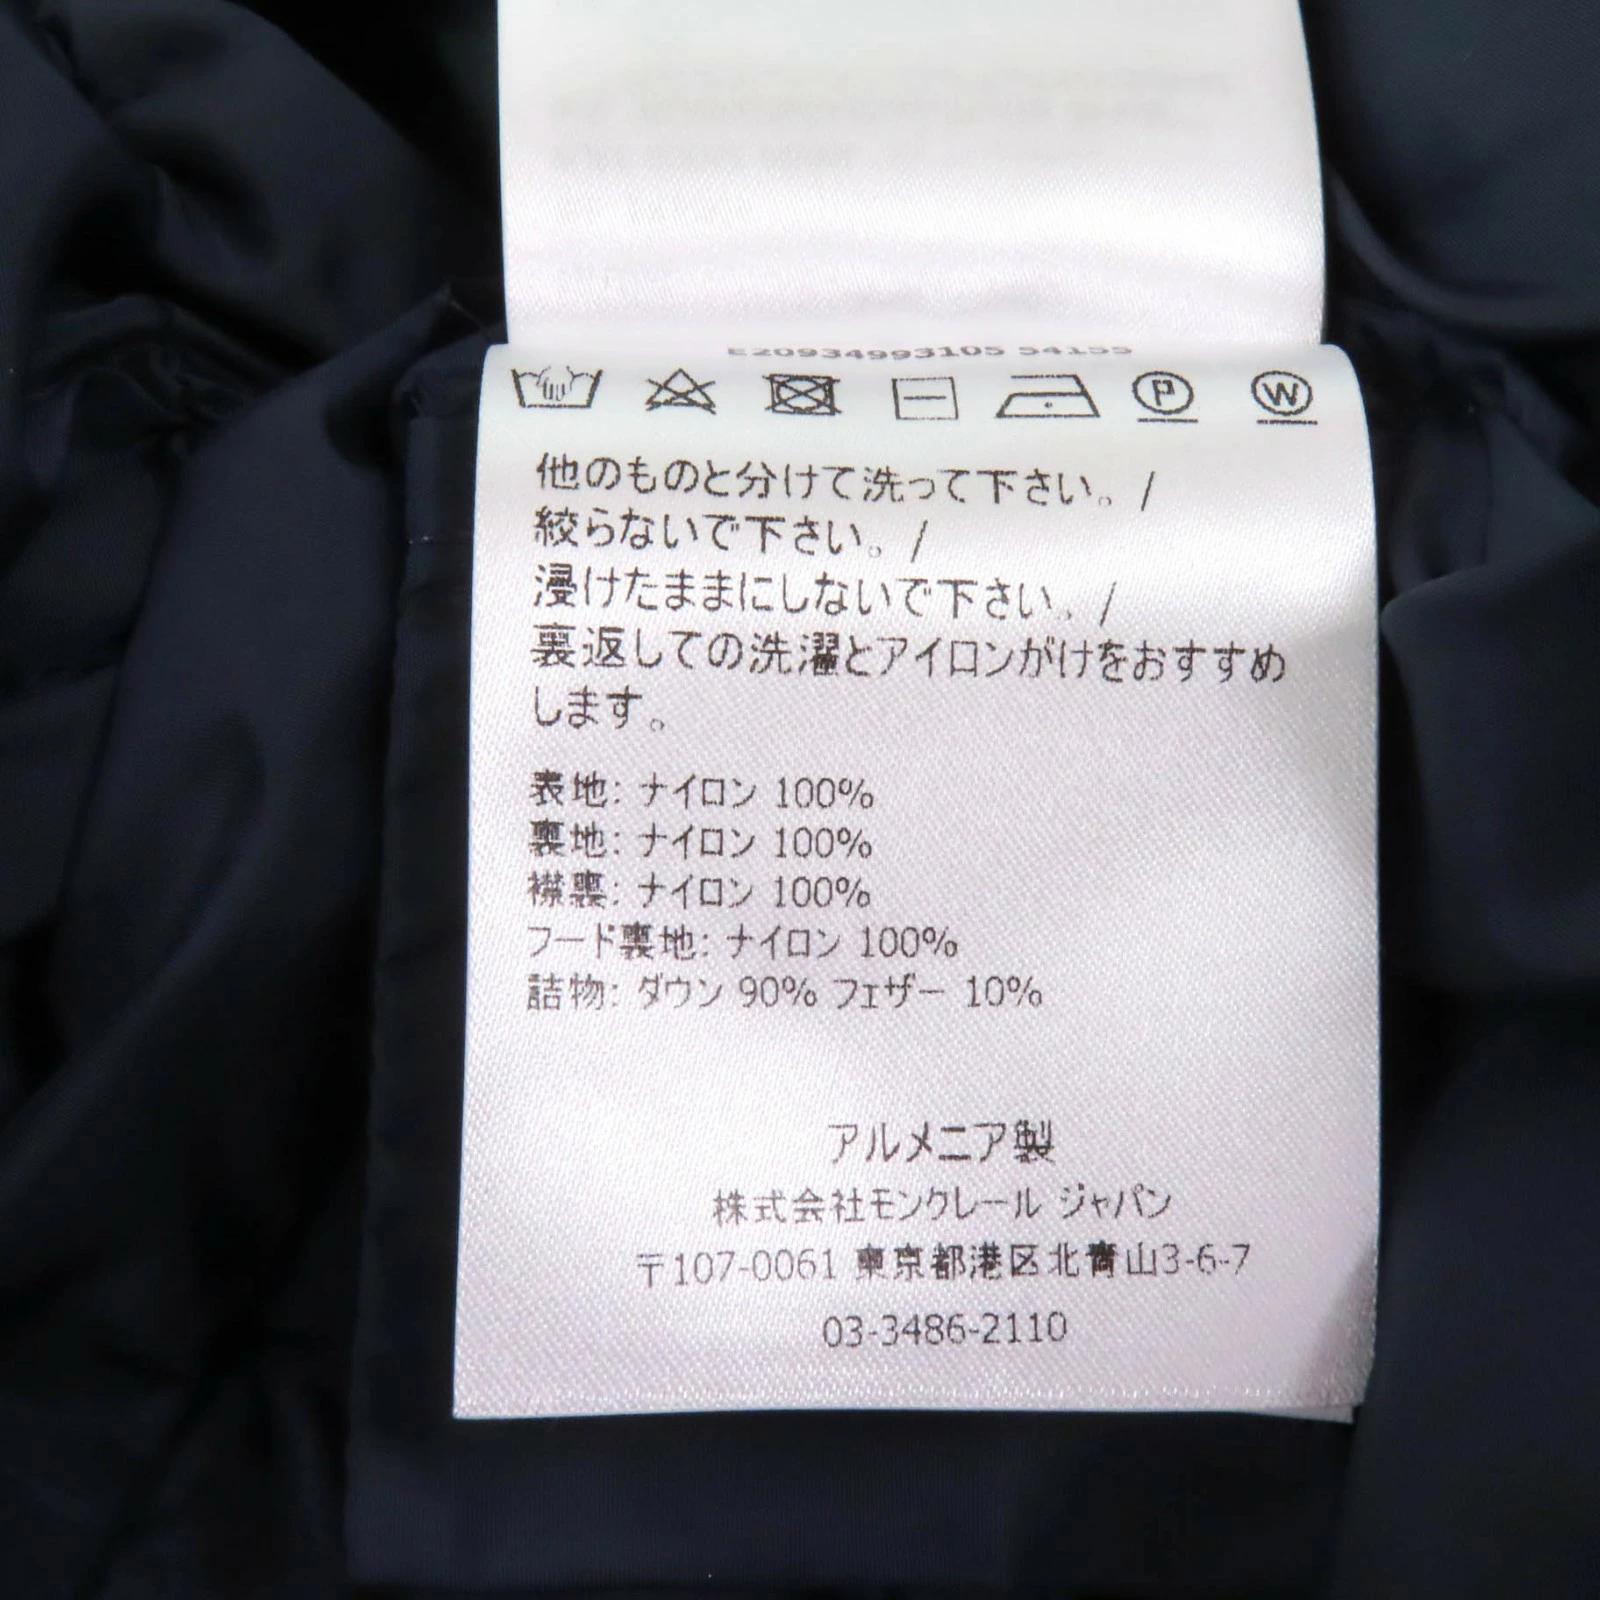 E20934993105 54155
P W
他のものと分けて洗って下さい。/
絞らないで下さい。/
浸けたままにしないで下さい。/
裏返しての洗濯とアイロンがけをおすすめ
します。
表地: ナイロン 100%
裏地: ナイロン 100%
襟裏: ナイロン 100%
フード裏地: ナイロン 100%
詰物: ダウン 90% フェザー 10%
アルメニア製
株式会社モンクレール ジャパン
〒107-0061 東京都港区北青山3-6-7
03-3486-2110